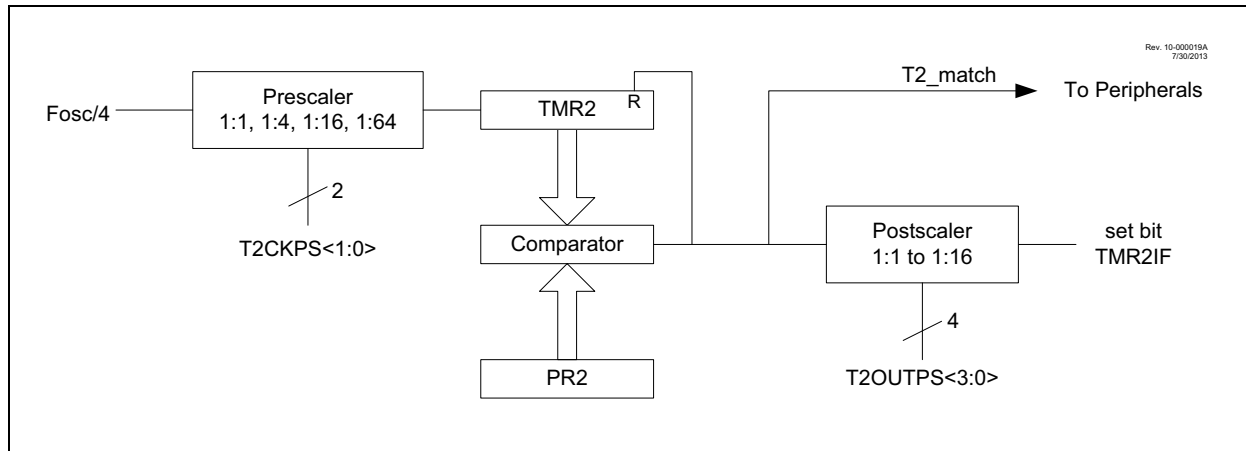 Rev. 10-000019A
7/30/2013
T2_match
To Peripherals
Fosc/4
Prescaler
1:1, 1:4, 1:16, 1:64
TMR2
R
2
T2CKPS<1:0>
Comparator
Postscaler
1:1 to 1:16
set bit
TMR2IF
4
T2OUTPS<3:0>
PR2